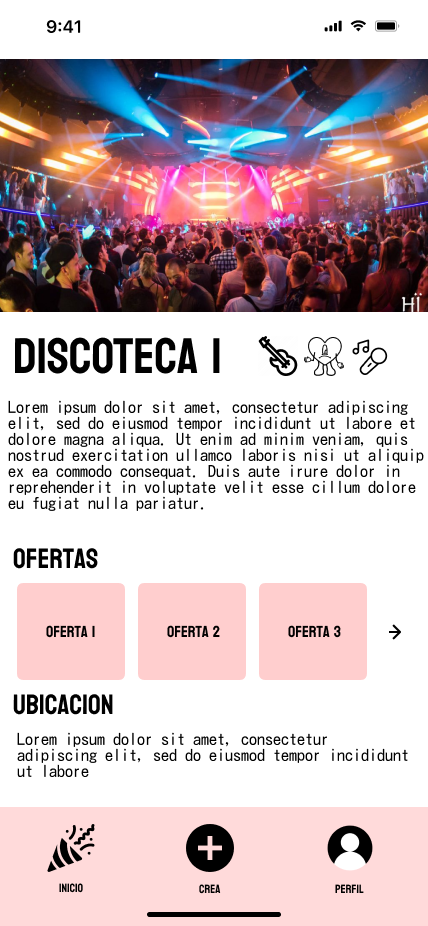 9:41
HÏ
DISCOTECA 1
Lorem ipsum dolor sit amet, consectetur adipiscing
elit, sed do eiusmod tempor incididunt ut labore et
dolore magna aliqua. Ut enim ad minim veniam, quis
nostrud exercitation ullamco laboris nisi ut aliquip
ex ea commodo consequat. Duis aute irure dolor in
reprehenderit in voluptate velit esse cillum dolore
eu fugiat nulla pariatur.
OFERTAS
OFERTA 1 OFERTA 2 OFERTA 3
UBICACION
Lorem ipsum dolor sit amet, consectetur
adipiscing elit, sed do eiusmod tempor incididunt
ut labore
INICIO CREA PERFIL